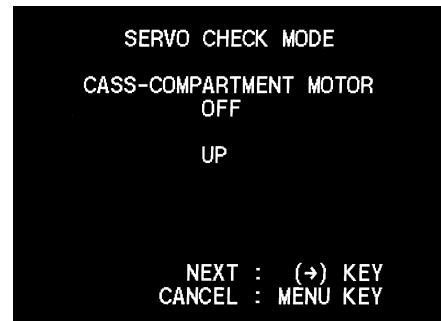 SERVO CHECK MODE
CASS-COMPARTMENT MOTOR
OFF
UP
NEXT : (→) KEY
CANCEL : MENU KEY